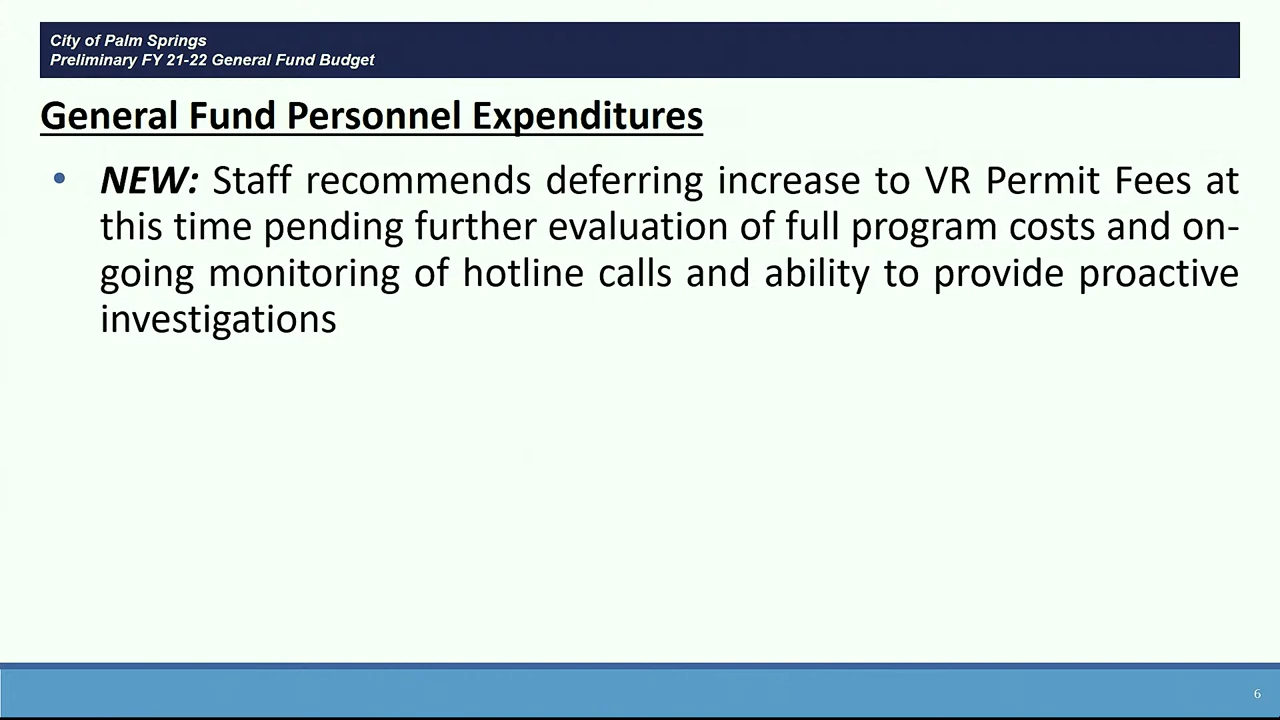 City of Palm Springs
Preliminary FY 21-22 General Fund Budget
General Fund Personnel Expenditures
• NEW: Staff recommends deferring increase to VR Permit Fees at
this time pending further evaluation of full program costs and on-
going monitoring of hotline calls and ability to provide proactive
investigations
6